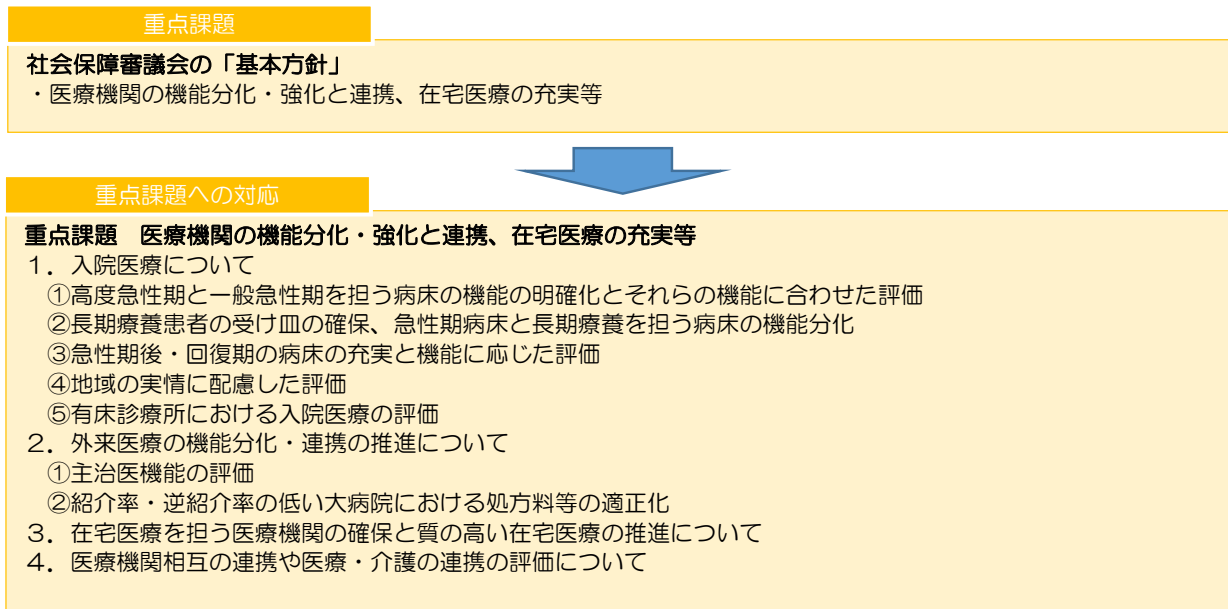 重点課題
社会保障審議会の「基本方針」
・医療機関の機能分化・強化と連携、在宅医療の充実等
重点課題への対応
重点課題　医療機関の機能分化・強化と連携、在宅医療の充実等
１．入院医療について
①高度急性期と一般急性期を担う病床の機能の明確化とそれらの機能に合わせた評価
②長期療養患者の受け皿の確保、急性期病床と長期療養を担う病床の機能分化
③急性期後・回復期の病床の充実と機能に応じた評価
④地域の実情に配慮した評価
⑤有床診療所における入院医療の評価
２．外来医療の機能分化・連携の推進について
①主治医機能の評価
②紹介率・逆紹介率の低い大病院における処方料等の適正化
３．在宅医療を担う医療機関の確保と質の高い在宅医療の推進について
４．医療機関相互の連携や医療・介護の連携の評価について